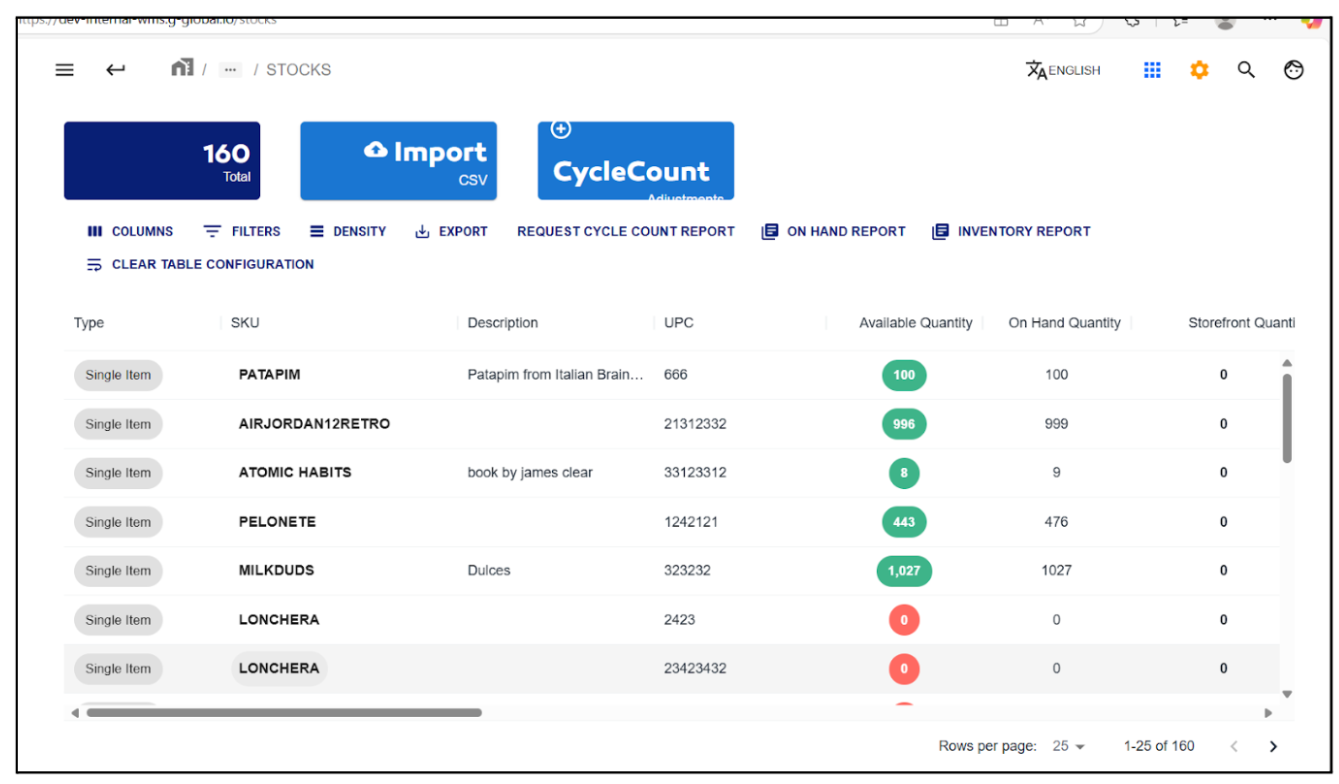 https://dev-internal-wms.g-global.io/stocks
/ ... / STOCKS
ENGLISH
160
Total
Import
CSV
CycleCount
Adjustments
COLUMNS FILTERS DENSITY EXPORT REQUEST CYCLE COUNT REPORT ON HAND REPORT INVENTORY REPORT
CLEAR TABLE CONFIGURATION
Type SKU Description UPC Available Quantity On Hand Quantity Storefront Quanti
Single Item PATAPIM Patapim from Italian Brain... 666 100 100 0
Single Item AIRJORDAN12RETRO 21312332 996 999 0
Single Item ATOMIC HABITS book by james clear 33123312 8 9 0
Single Item PELONETE 1242121 443 476 0
Single Item MILKDUDS Dulces 323232 1,027 1027 0
Single Item LONCHERA 2423 0 0 0
Single Item LONCHERA 23423432 0 0 0
Rows per page: 25 1-25 of 160